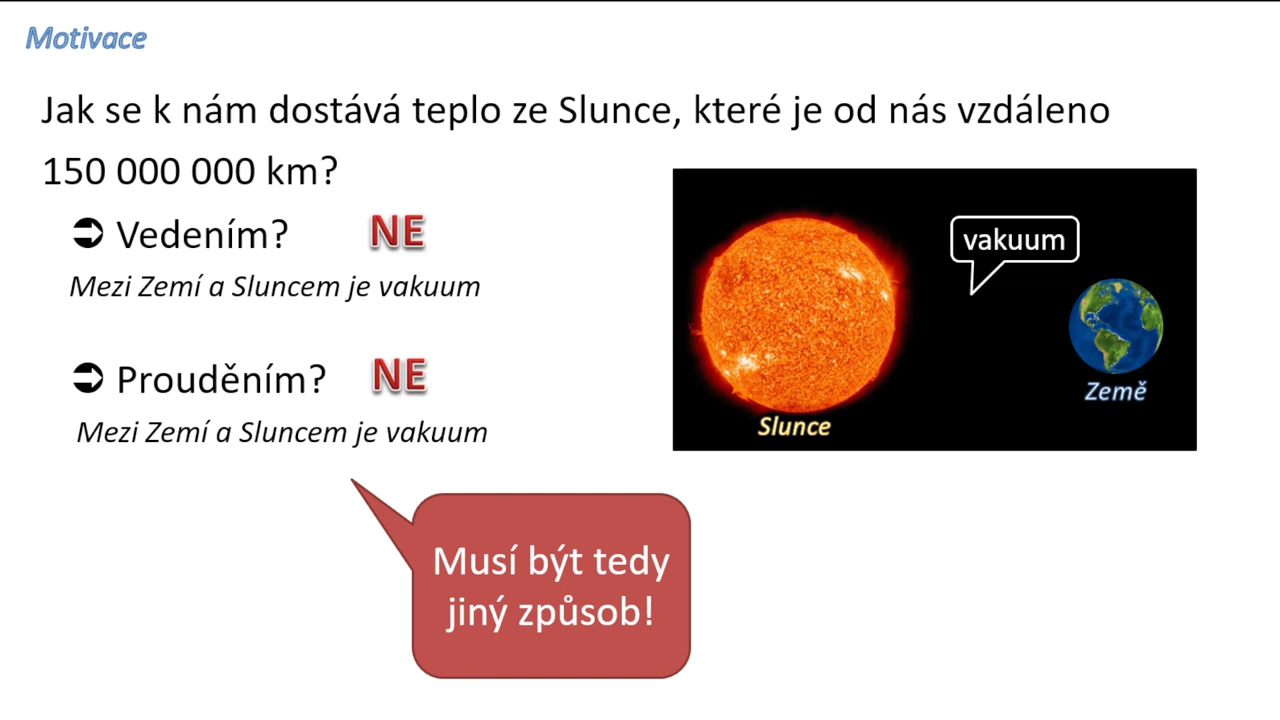 Motivace
Jak se k nám dostává teplo ze Slunce, které je od nás vzdáleno
150 000 000 km?
Vedením? NE
Mezi Zemí a Sluncem je vakuum
Prouděním? NE
Mezi Zemí a Sluncem je vakuum
vakuum
Země
Slunce
Musí být tedy
jiný způsob!